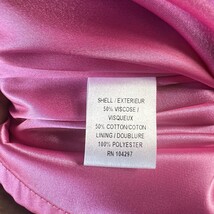 SHELL / EXTERIEUR
50% VISCOSE /
VISQUEUX
50% COTTON/COTON
LINING / DOUBLURE
100% POLYESTER
RN 104297